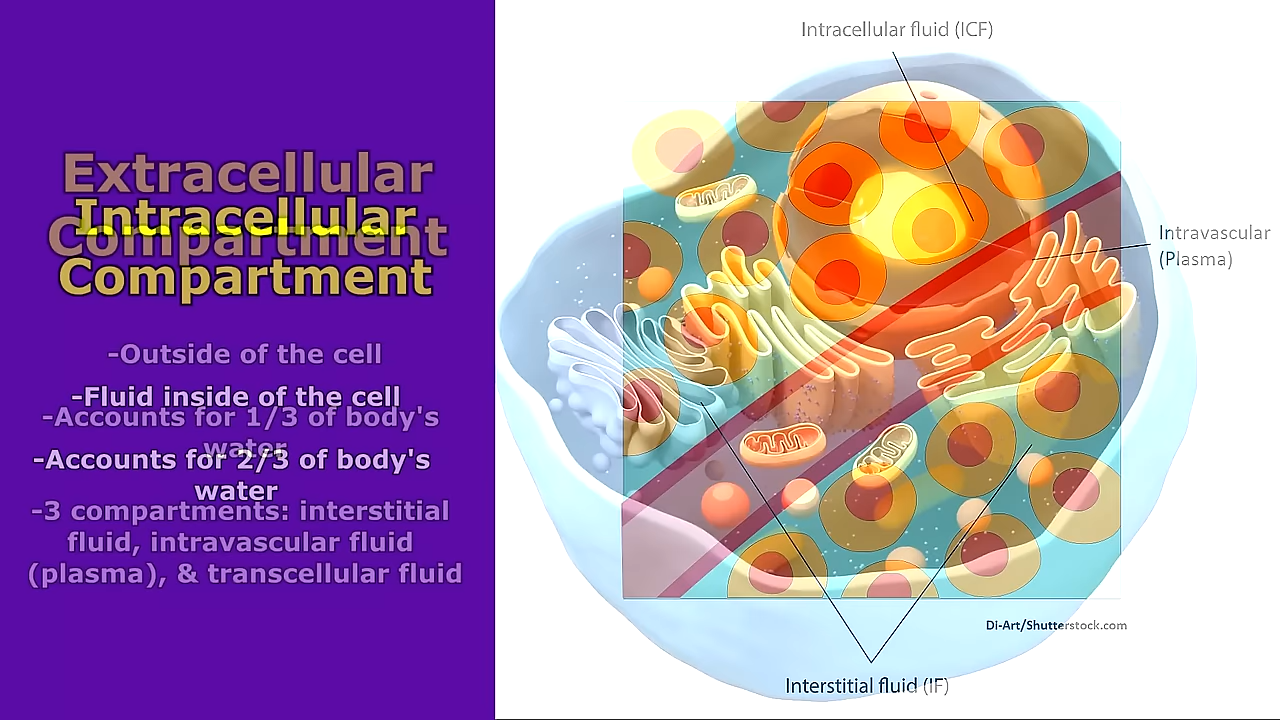 Extracellular
Compartment
-Outside of the cell
-Accounts for 1/3 of body's
water
-3 compartments: interstitial
fluid, intravascular fluid
(plasma), & transcellular fluid
Intracellular
Compartment
-Fluid inside of the cell
-Accounts for 2/3 of body's
water
Intracellular fluid (ICF)
Intravascular
(Plasma)
Di-Art/Shutterstock.com
Interstitial fluid (IF)